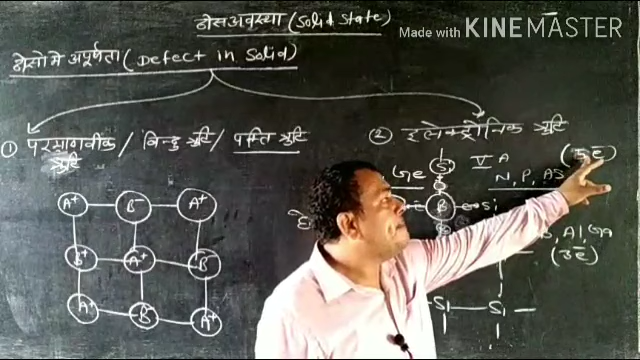 ठोस अवस्था (Solid State)
Made with KINEMASTER
ठोसो मे अपूर्णता (Defect in Solid)
① परमाणवीक / बिन्दु त्रुटि / पंक्ति त्रुटि
त्रुटि
② इलेक्ट्रॉनिक त्रुटि
V A
N, P, AS
A⁺ B⁻ A⁺
B Si
Al, Ga
(3ē)
B⁺ A⁺ B
A⁺ B A⁺
Si Si